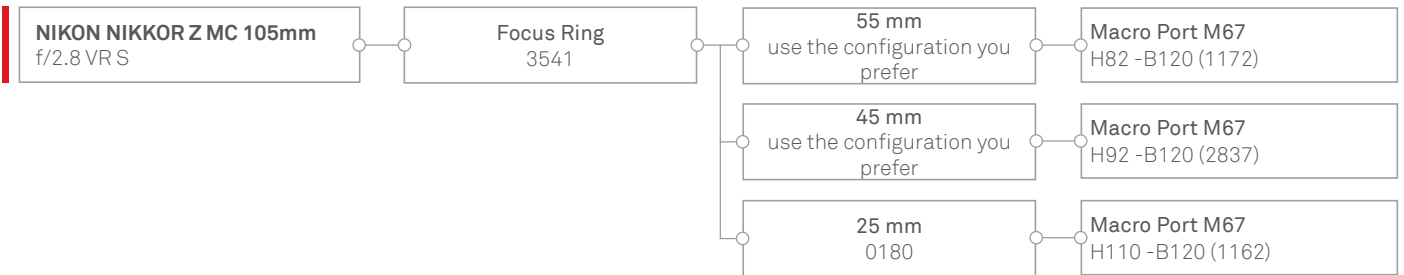 NIKON NIKKOR Z MC 105mm
f/2.8 VR S
Focus Ring
3541
55 mm
use the configuration you
prefer
Macro Port M67
H82 -B120 (1172)
45 mm
use the configuration you
prefer
Macro Port M67
H92 -B120 (2837)
25 mm
0180
Macro Port M67
H110 -B120 (1162)